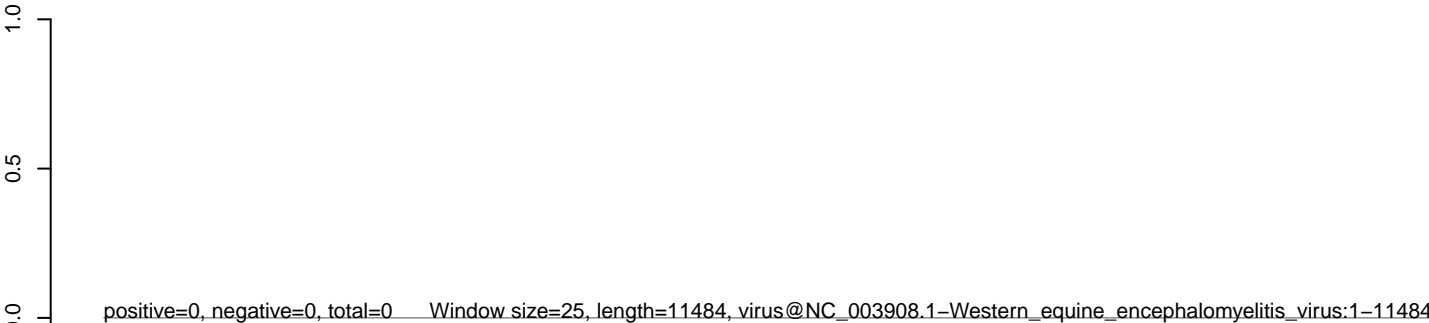 1.0
0.5
0.0
positive=0, negative=0, total=0 Window size=25, length=11484, virus@NC_003908.1−Western_equine_encephalomyelitis_virus:1−11484